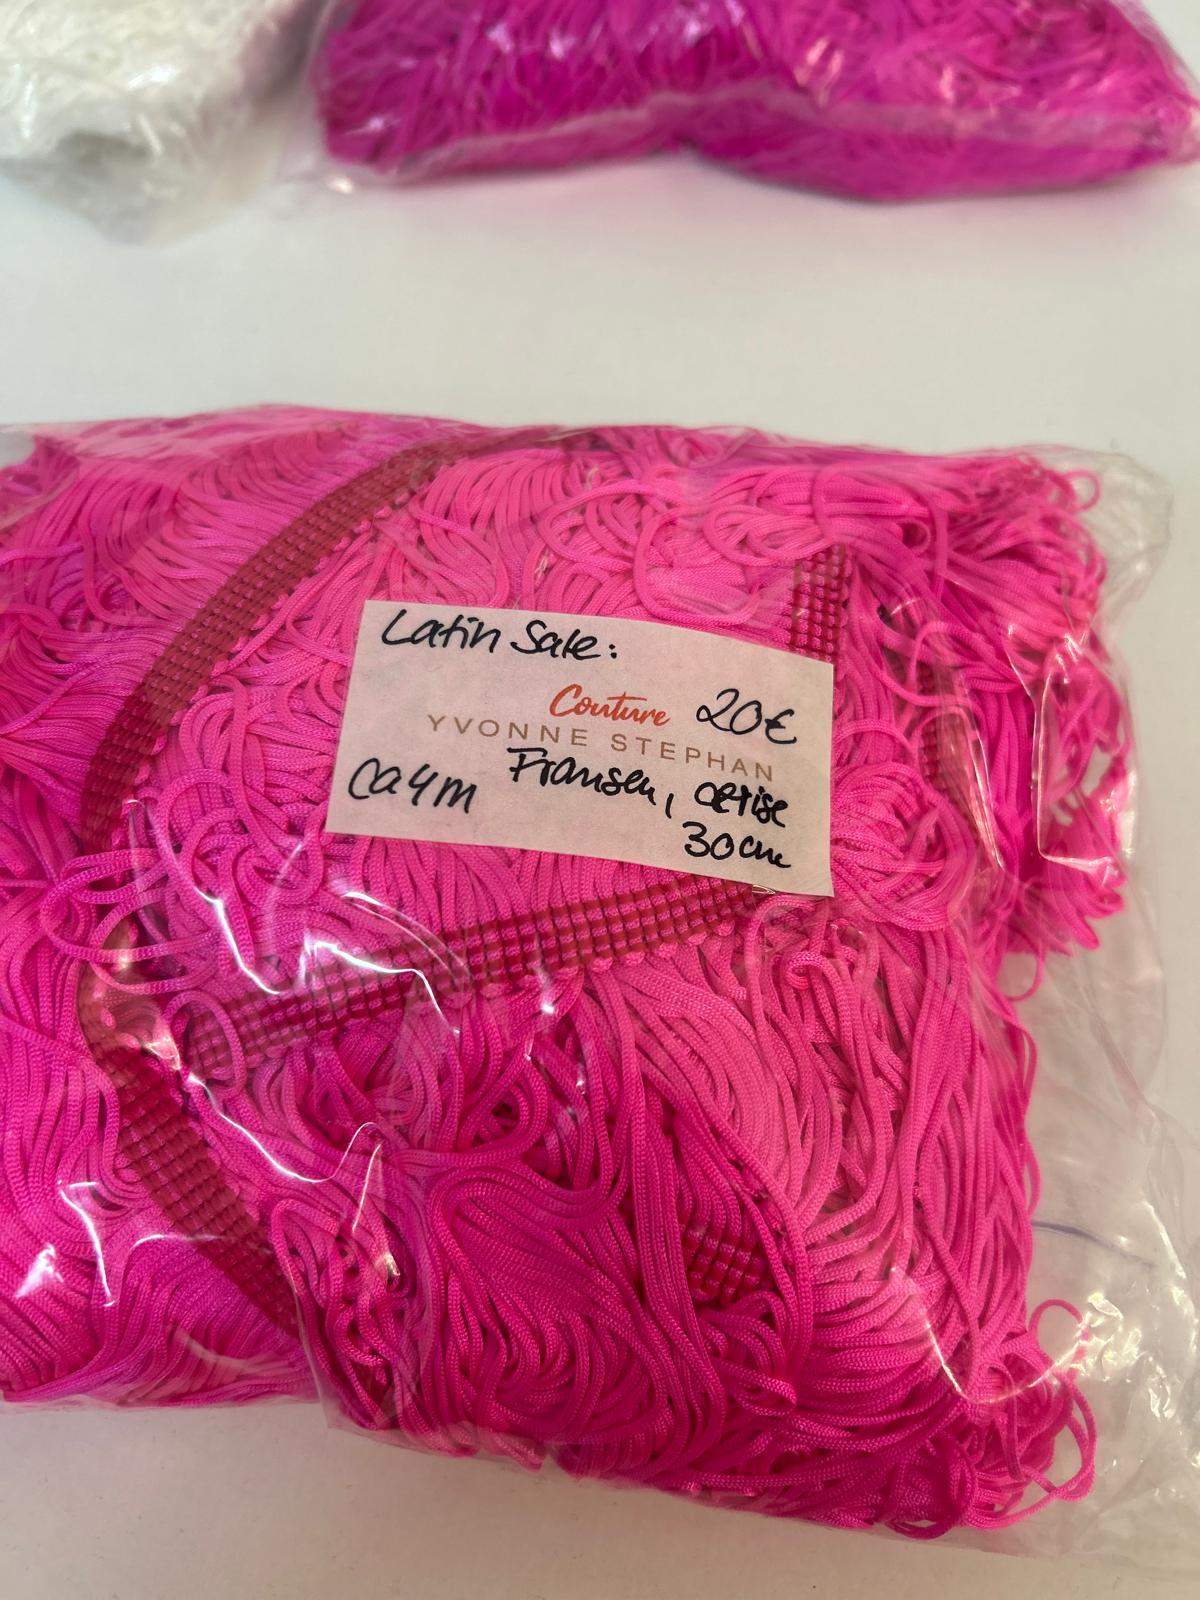 Latin Sale:
Couture 20€
YVONNE STEPHAN
ca 4m Fransen, cerise
30cm